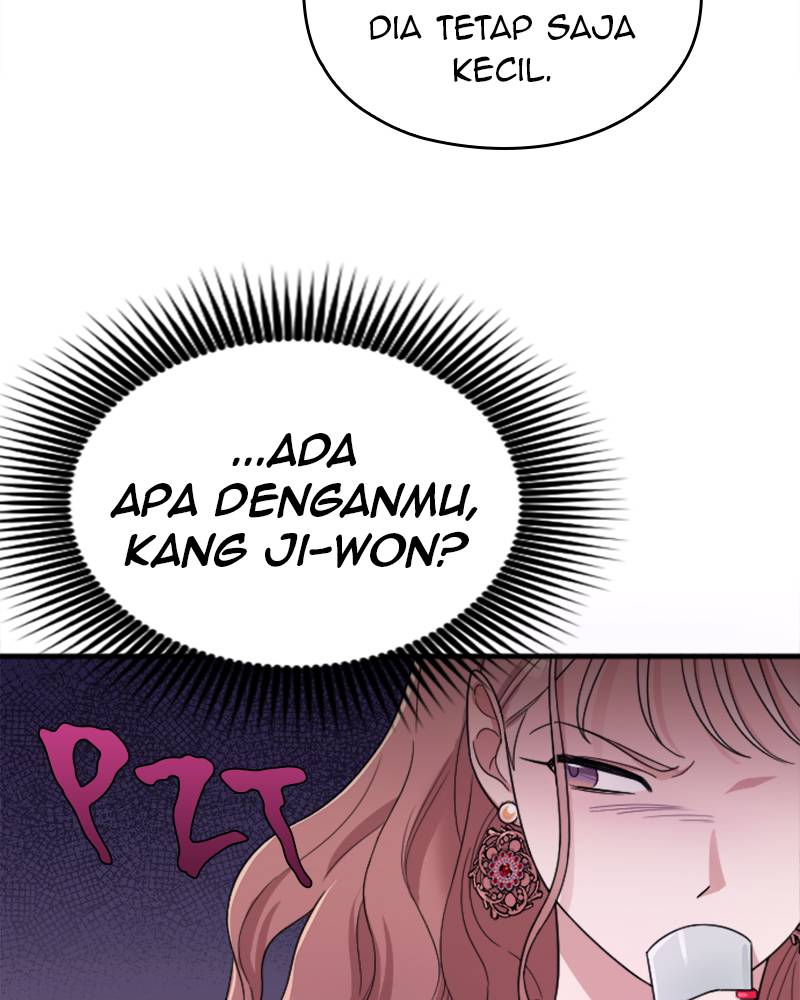 DIA TETAP SAJA
KECIL.
...ADA
APA DENGANMU,
KANG JI-WON?
PZT